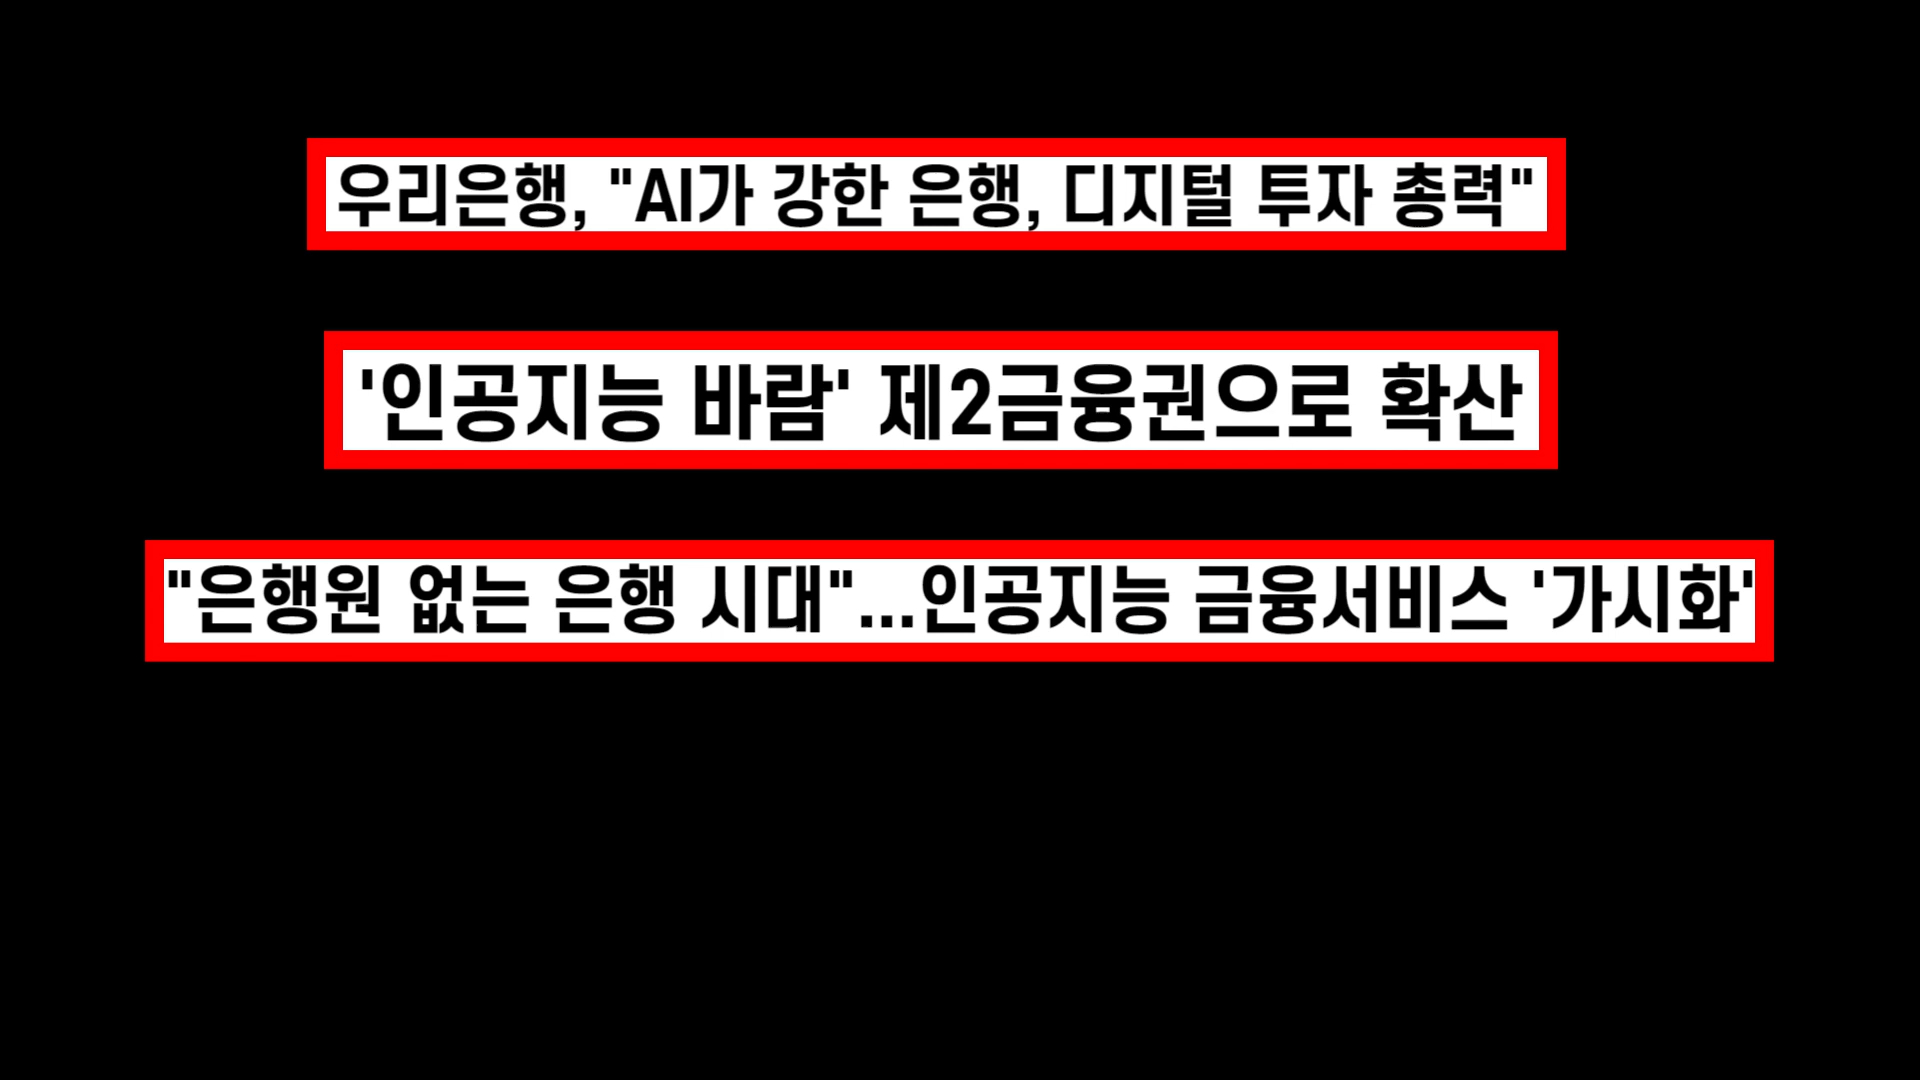 우리은행, "AI가 강한 은행, 디지털 투자 총력"
'인공지능 바람' 제2금융권으로 확산
"은행원 없는 은행 시대"...인공지능 금융서비스 '가시화'